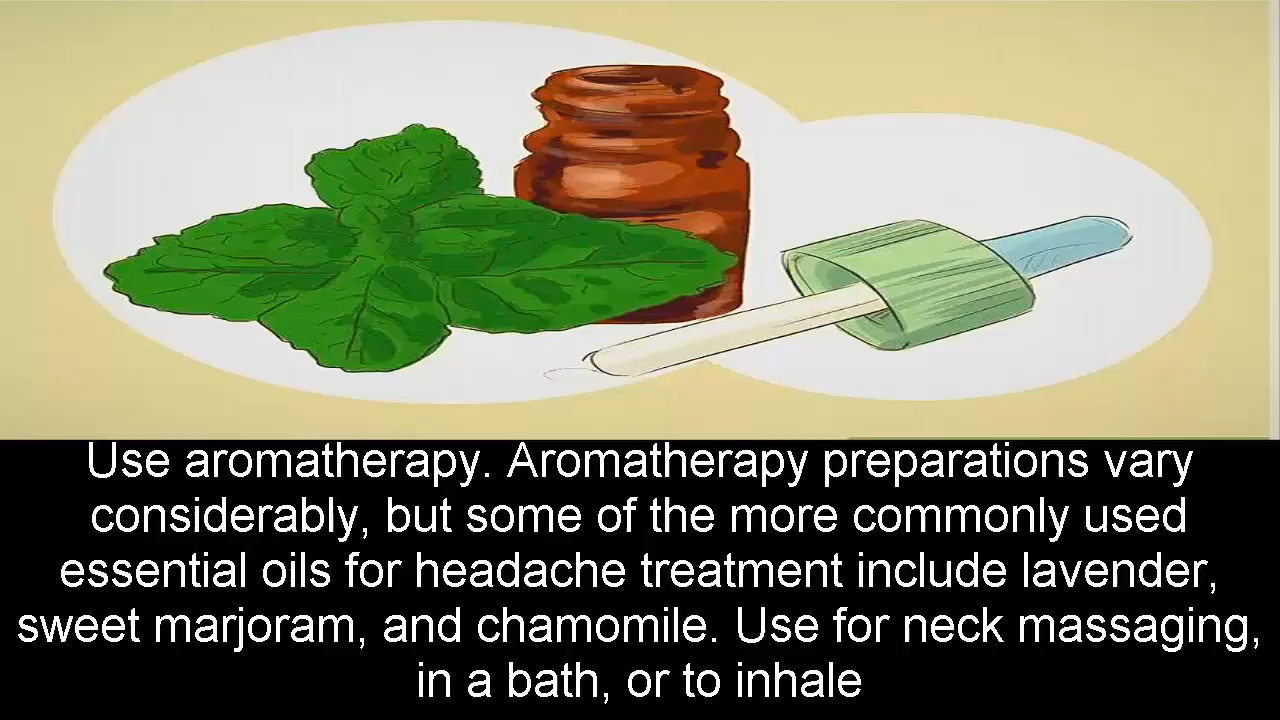 Use aromatherapy. Aromatherapy preparations vary
considerably, but some of the more commonly used
essential oils for headache treatment include lavender,
sweet marjoram, and chamomile. Use for neck massaging,
in a bath, or to inhale